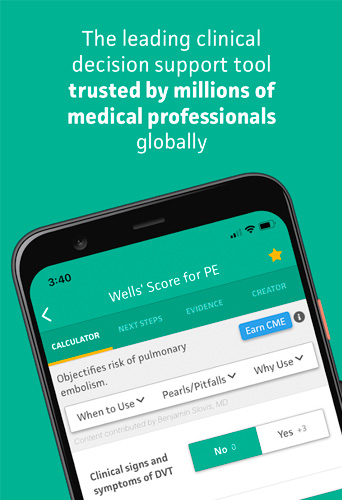 The leading clinical
decision support tool
trusted by millions of
medical professionals
globally
3:40
Wells' Score for PE
CALCULATOR NEXT STEPS EVIDENCE CREATOR
Objectifies risk of pulmonary
embolism.
Earn CME
When to Use Pearls/Pitfalls Why Use
Content contributed by Benjamin Slovis, MD
Clinical signs and
symptoms of DVT
No 0 Yes +3